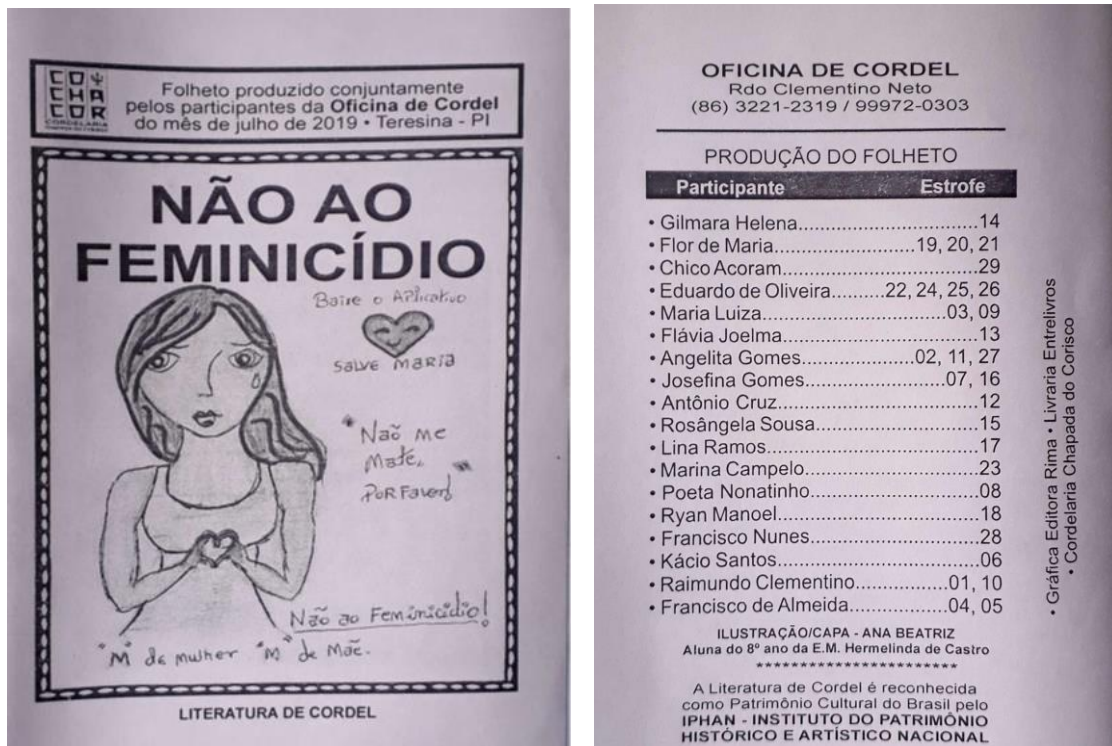 CO
CHA
COR
CORDELARIA
Folheto produzido conjuntamente
pelos participantes da Oficina de Cordel
do mês de julho de 2019 • Teresina - PI
NÃO AO
FEMINICÍDIO
Baixe o Aplicativo
Salve Maria
"Não me
Mate,
Por Favor!"
Não ao Feminicídio!
"M" de mulher "M" de Mãe.
LITERATURA DE CORDEL
OFICINA DE CORDEL
Rdo Clementino Neto
(86) 3221-2319 / 99972-0303
PRODUÇÃO DO FOLHETO
Participante Estrofe
• Gilmara Helena..................................14
• Flor de Maria..........................19, 20, 21
• Chico Acoram....................................29
• Eduardo de Oliveira.........22, 24, 25, 26
• Maria Luiza................................03, 09
• Flávia Joelma....................................13
• Angelita Gomes....................02, 11, 27
• Josefina Gomes..........................07, 16
• Antônio Cruz.....................................12
• Rosângela Sousa..............................15
• Lina Ramos.......................................17
• Marina Campelo................................23
• Poeta Nonatinho...............................08
• Ryan Manoel.....................................18
• Francisco Nunes...............................28
• Kácio Santos.....................................06
• Raimundo Clementino.................01, 10
• Francisco de Almeida..................04, 05
ILUSTRAÇÃO/CAPA - ANA BEATRIZ
Aluna do 8º ano da E.M. Hermelinda de Castro
***********************
A Literatura de Cordel é reconhecida
como Patrimônio Cultural do Brasil pelo
IPHAN - INSTITUTO DO PATRIMÔNIO
HISTÓRICO E ARTÍSTICO NACIONAL
• Gráfica Editora Rima • Livraria Entrelivros
• Cordelaria Chapada do Corisco